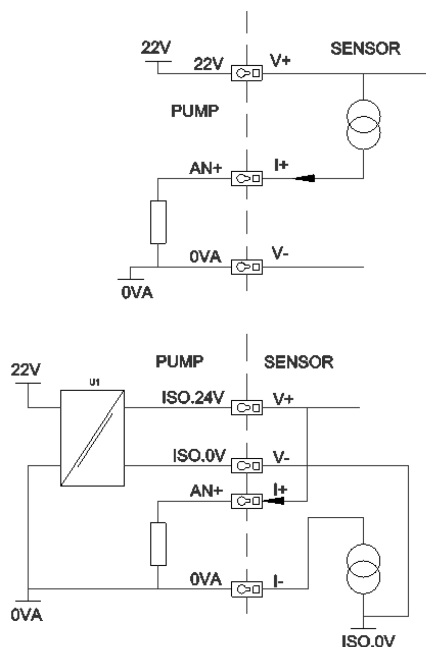 SENSOR
22V
22V V+
PUMP
AN+ I+
0VA V-
0VA
PUMP SENSOR
U1
22V
ISO.24V V+
ISO.0V V-
AN+ I+
0VA I-
0VA
ISO.0V